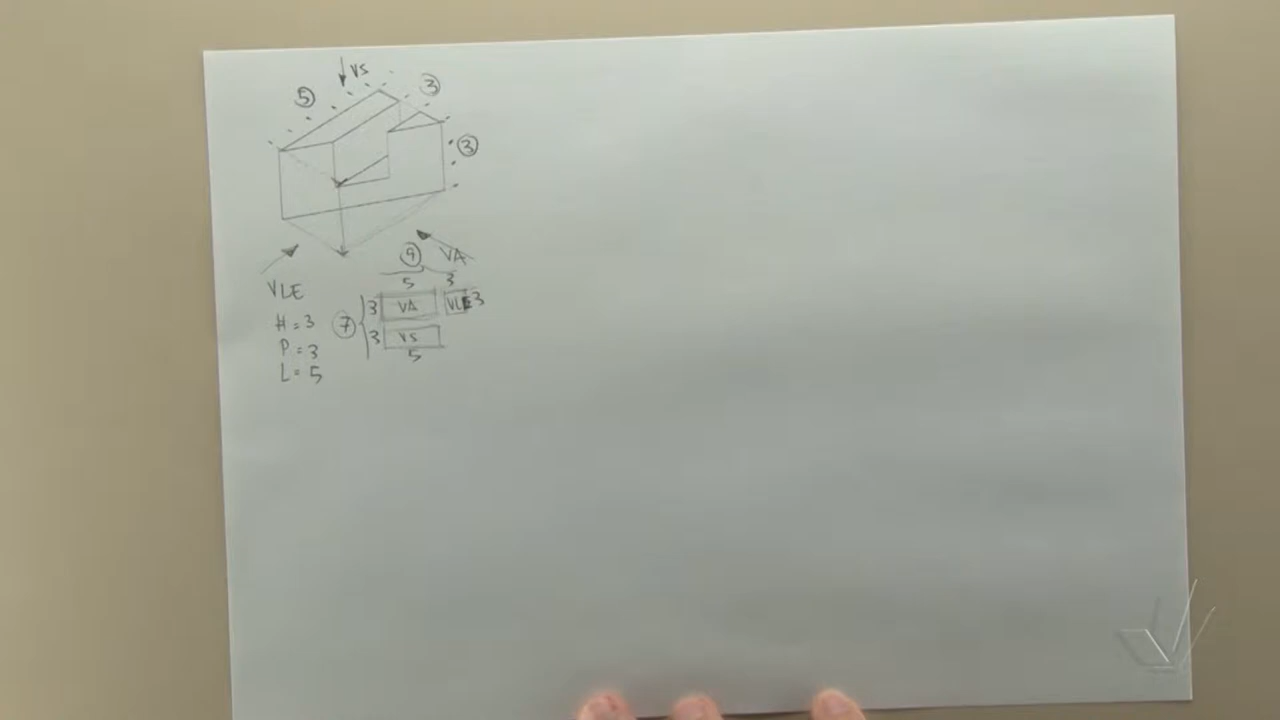 VS
5
3
3
VLE
VA
9
5 3
H = 3
P = 3
L = 5
7
3 VA VLE 3
3 VS
5